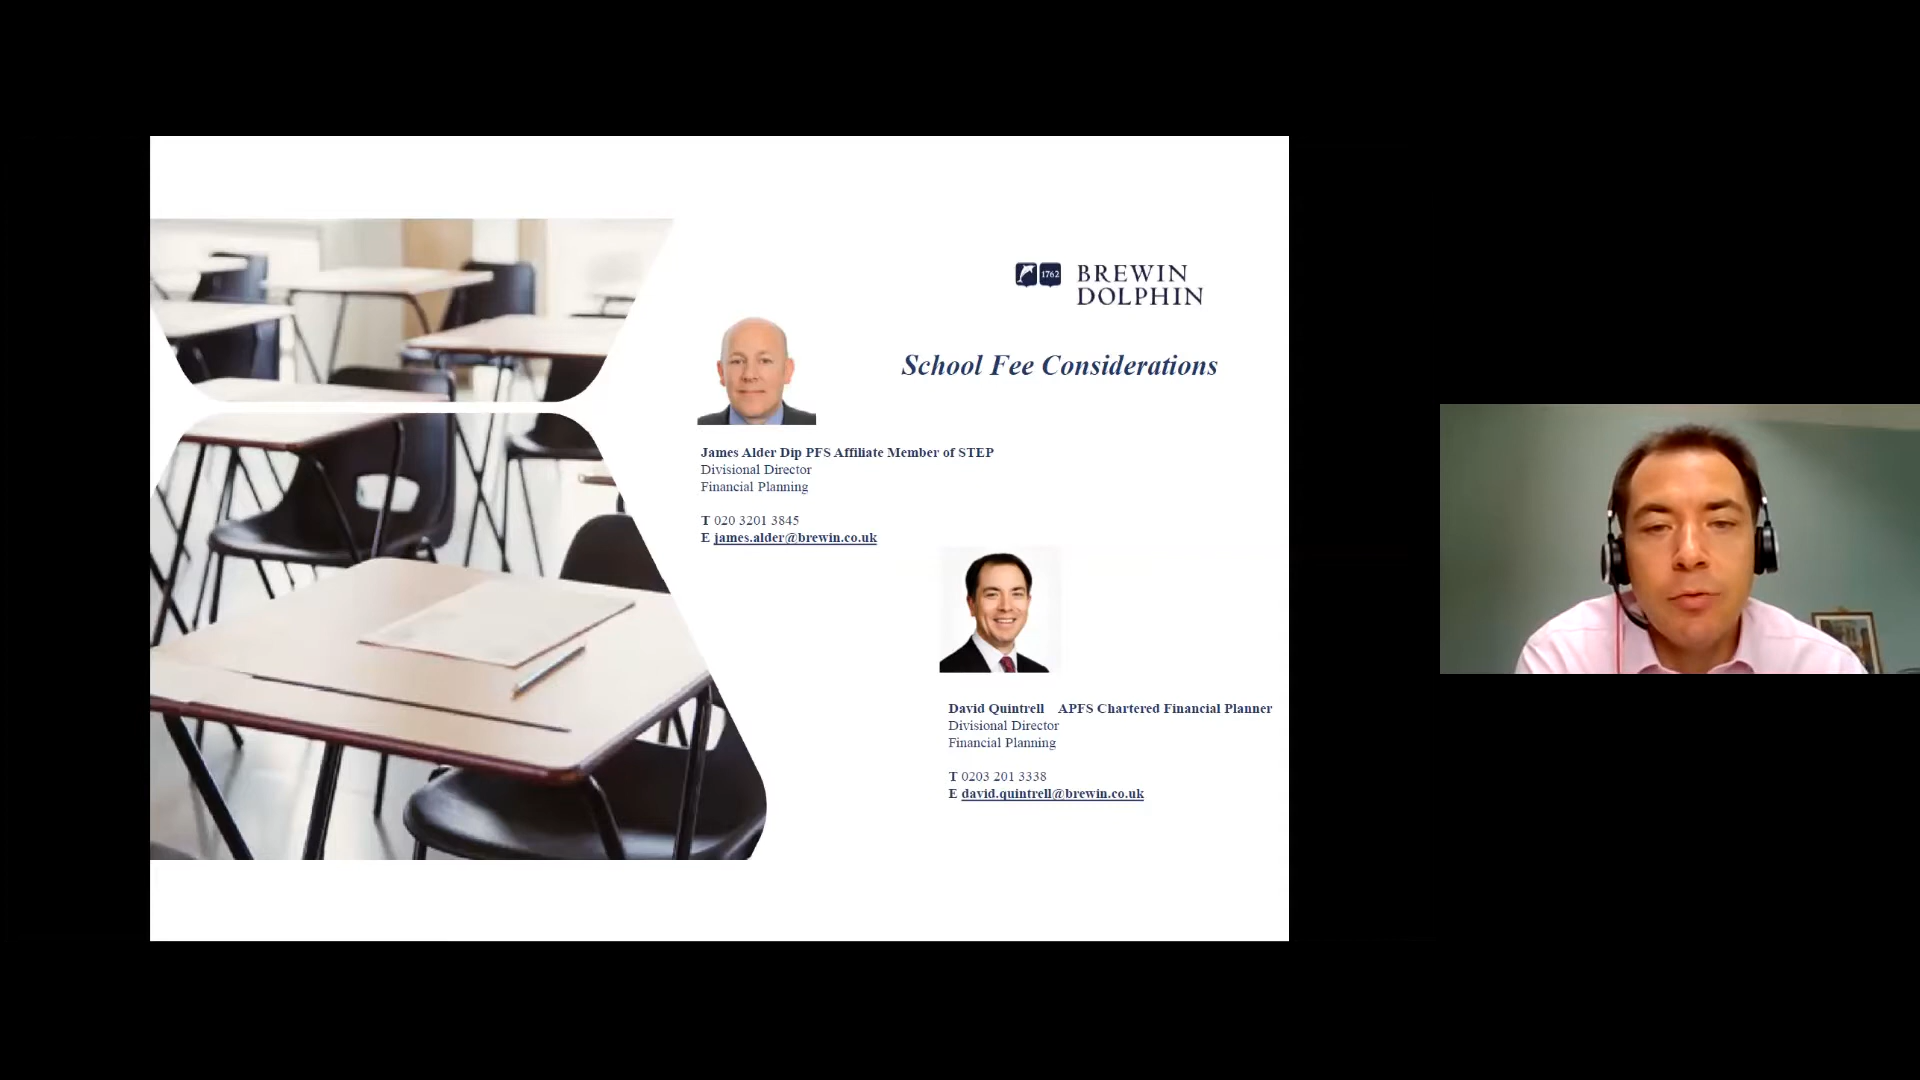 1762
BREWIN
DOLPHIN
School Fee Considerations
James Alder Dip PFS Affiliate Member of STEP
Divisional Director
Financial Planning
T 020 3201 3845
E james.alder@brewin.co.uk
David Quintrell APFS Chartered Financial Planner
Divisional Director
Financial Planning
T 0203 201 3338
E david.quintrell@brewin.co.uk